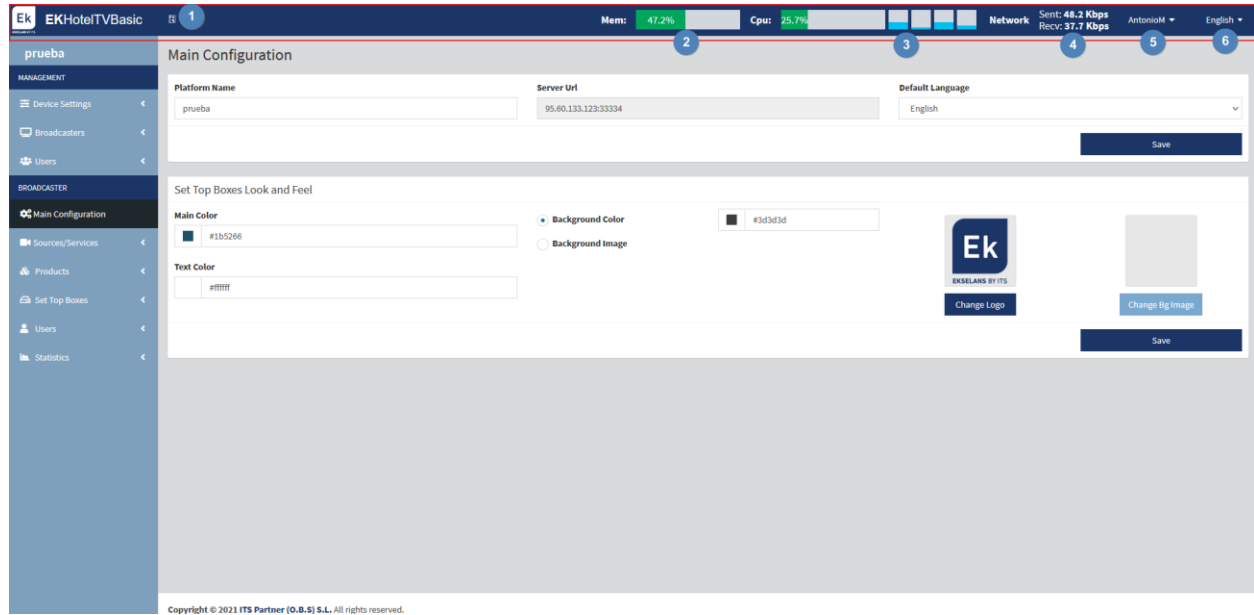 Ek EKHotelTVBasic 1 Mem: 47.2% Cpu: 25.7% Network Sent: 48.2 Kbps AntonioM English
EKSELANS BY ITS Recv: 37.7 Kbps
2 3 4 5 6
prueba Main Configuration
MANAGEMENT
Platform Name Server Url Default Language
Device Settings prueba 95.60.133.123:33334 English
Broadcasters
Save
Users
BROADCASTER Set Top Boxes Look and Feel
Main Configuration Main Color Background Color #3d3d3d
#1b5266
Sources/Services Background Image Ek
Products Text Color
EKSELANS BY ITS
Set Top Boxes #ffffff
Change Logo Change Bg Image
Users
Save
Statistics
Copyright © 2021 ITS Partner (O.B.S) S.L. All rights reserved.